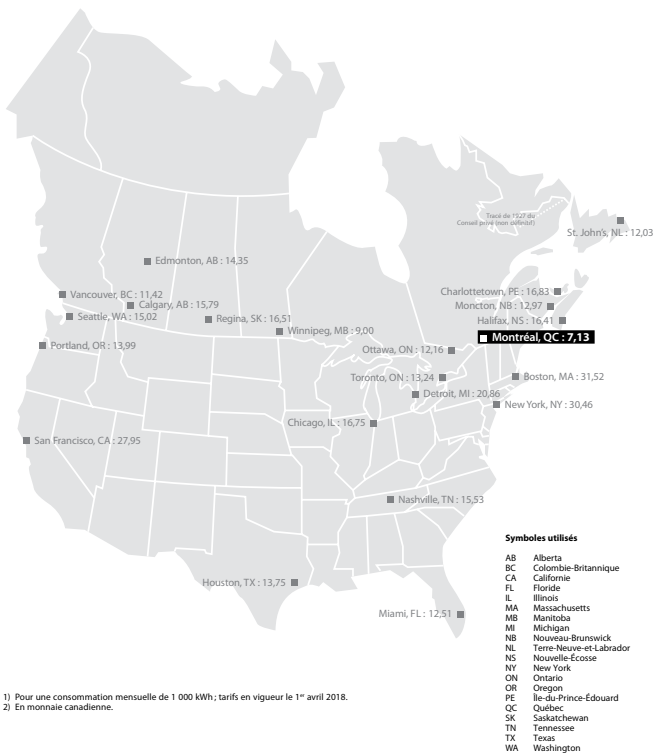 Tracé de 1927 du
Conseil privé (non définitif)
St. John's, NL : 12,03
Edmonton, AB : 14,35
Charlottetown, PE : 16,83
Vancouver, BC : 11,42
Calgary, AB : 15,79
Moncton, NB : 12,97
Seattle, WA : 15,02
Regina, SK : 16,51
Halifax, NS : 16,41
Winnipeg, MB : 9,00
Montréal, QC : 7,13
Portland, OR : 13,99
Ottawa, ON : 12,16
Toronto, ON : 13,24
Boston, MA : 31,52
Detroit, MI : 20,86
New York, NY : 30,46
Chicago, IL : 16,75
San Francisco, CA : 27,95
Nashville, TN : 15,53
Houston, TX : 13,75
Miami, FL : 12,51
Symboles utilisés
AB Alberta
BC Colombie-Britannique
CA Californie
FL Floride
IL Illinois
MA Massachusetts
MB Manitoba
MI Michigan
NB Nouveau-Brunswick
NL Terre-Neuve-et-Labrador
NS Nouvelle-Écosse
NY New York
ON Ontario
OR Oregon
PE Île-du-Prince-Édouard
QC Québec
SK Saskatchewan
TN Tennessee
TX Texas
WA Washington
1) Pour une consommation mensuelle de 1 000 kWh ; tarifs en vigueur le 1er avril 2018.
2) En monnaie canadienne.